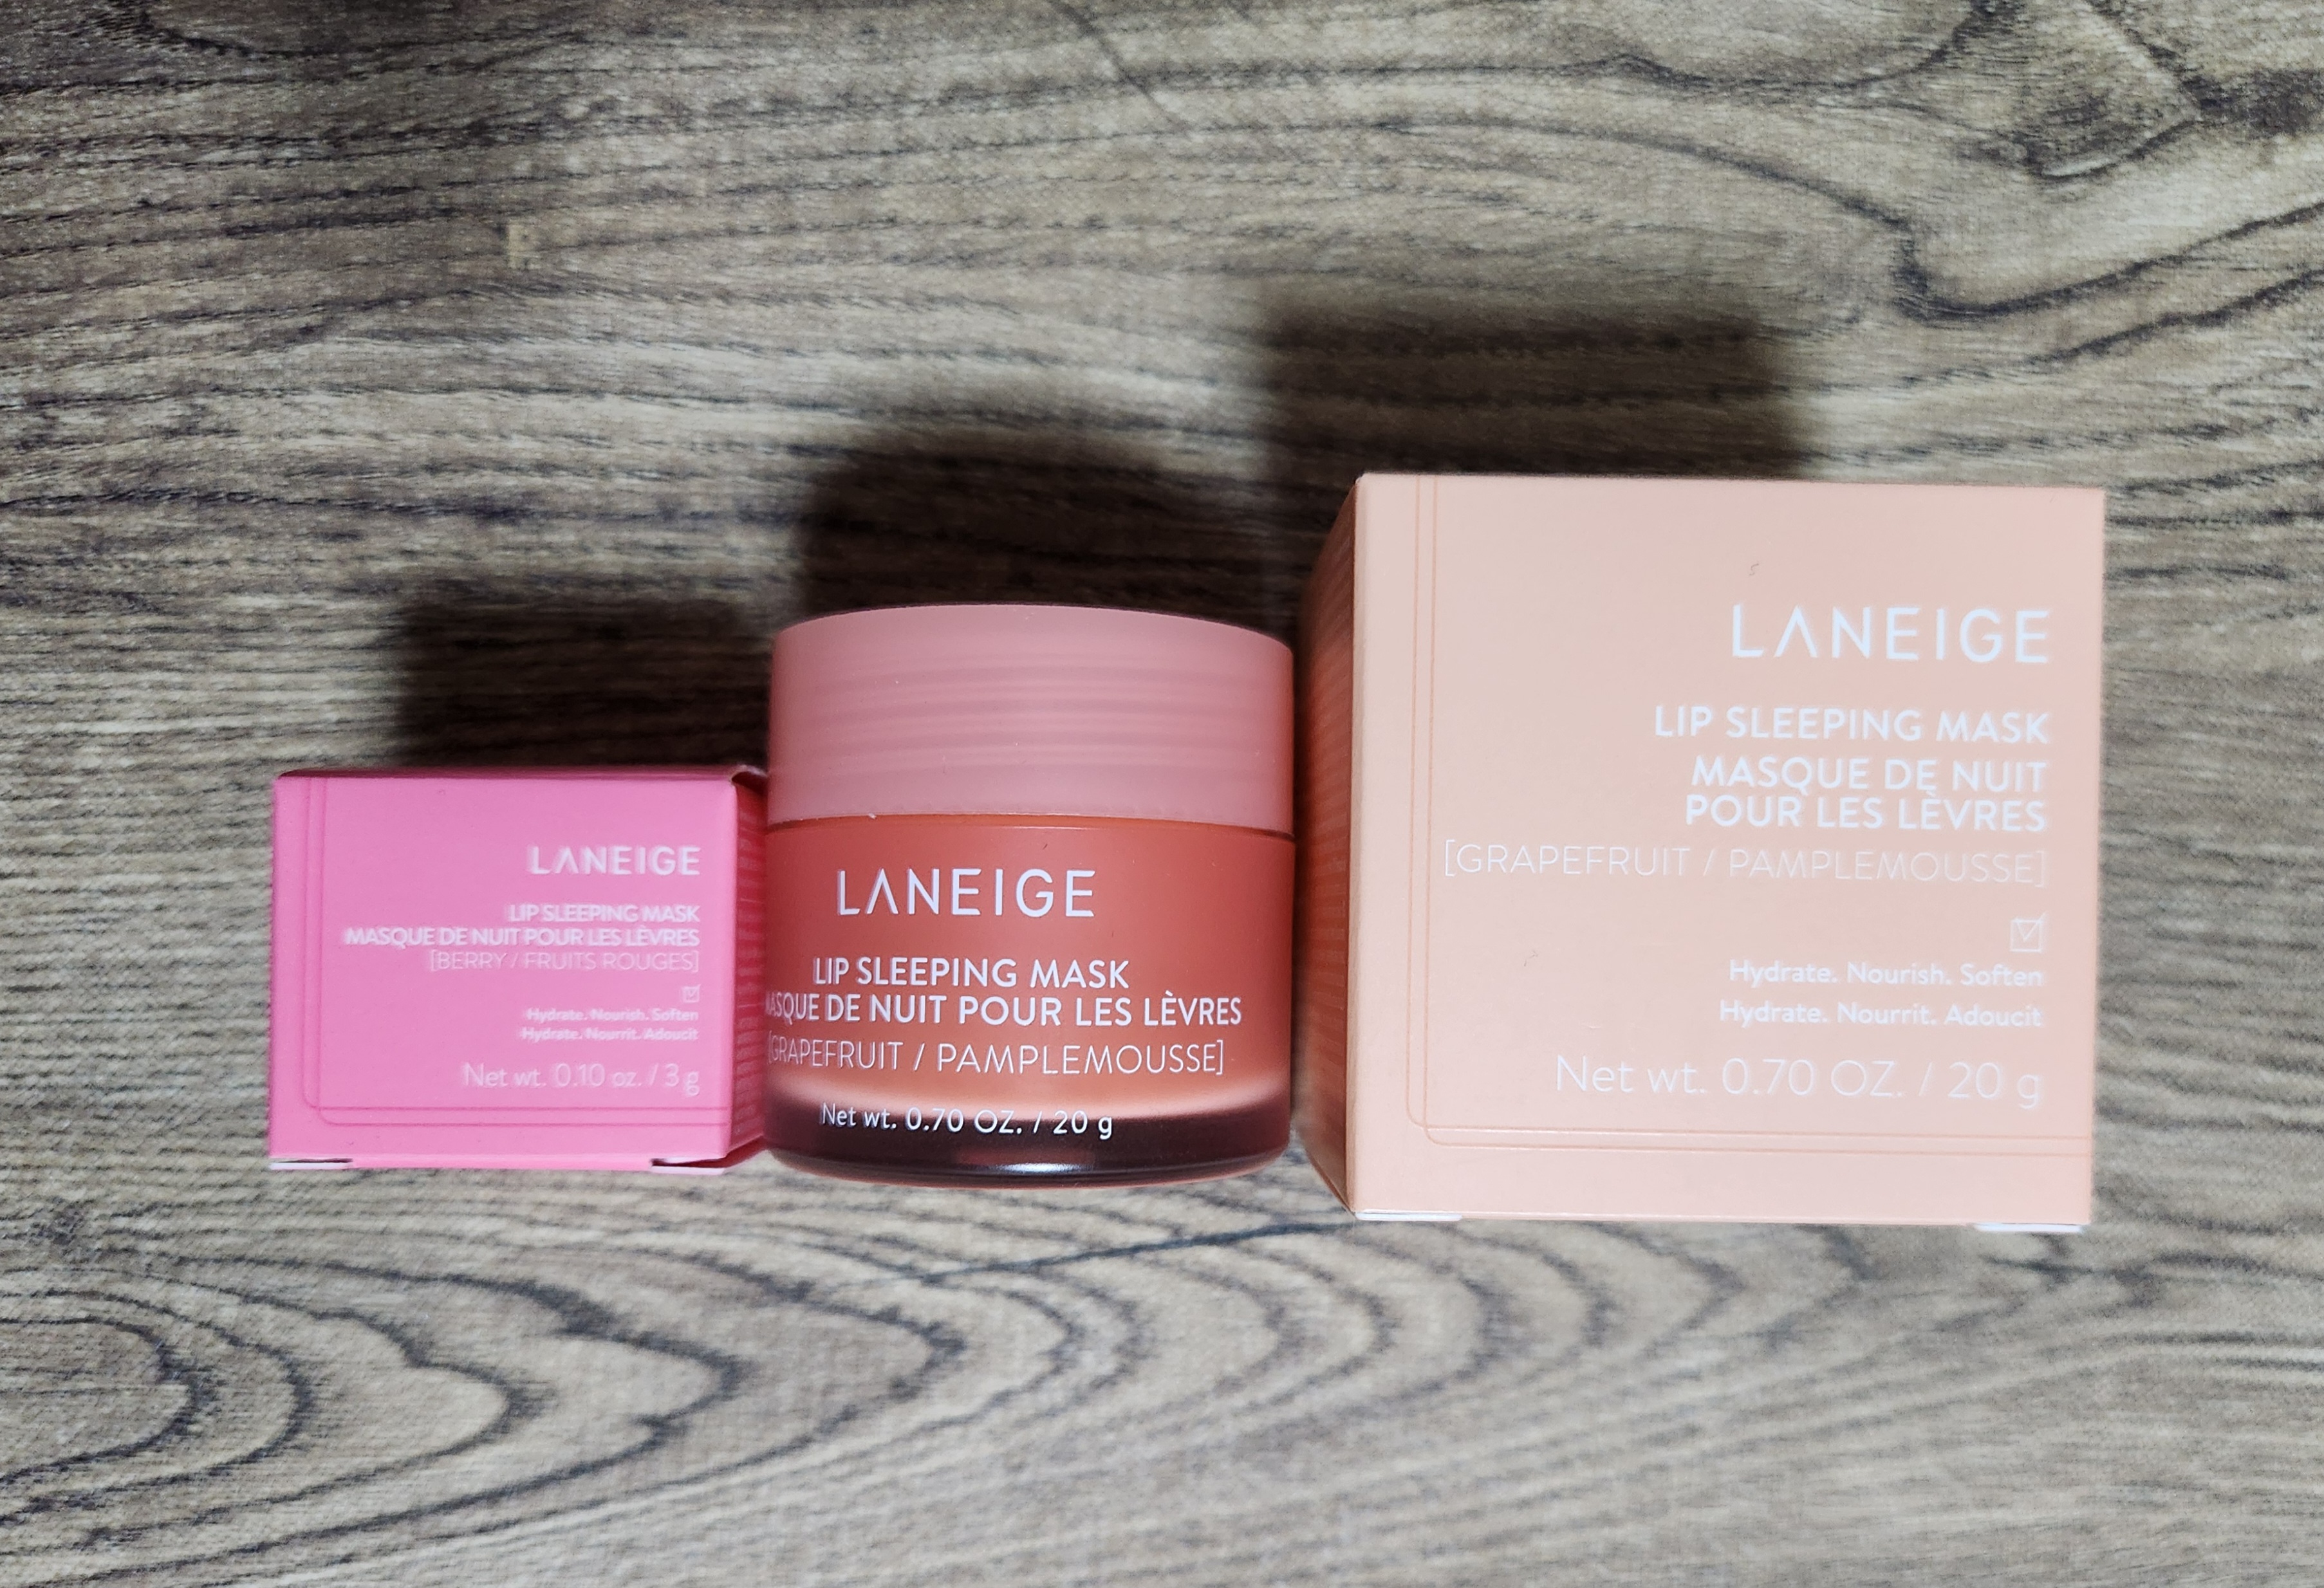 LANEIGE
LIP SLEEPING MASK
MASQUE DE NUIT POUR LES LÈVRES
[BERRY / FRUITS ROUGES]
Hydrate. Nourish. Soften
Hydrate. Nourrit. Adoucit
Net wt. 0.10 oz. / 3 g
LANEIGE
LIP SLEEPING MASK
MASQUE DE NUIT POUR LES LÈVRES
[GRAPEFRUIT / PAMPLEMOUSSE]
Net wt. 0.70 OZ. / 20 g
LANEIGE
LIP SLEEPING MASK
MASQUE DE NUIT
POUR LES LÈVRES
[GRAPEFRUIT / PAMPLEMOUSSE]
Hydrate. Nourish. Soften
Hydrate. Nourrit. Adoucit
Net wt. 0.70 OZ. / 20 g